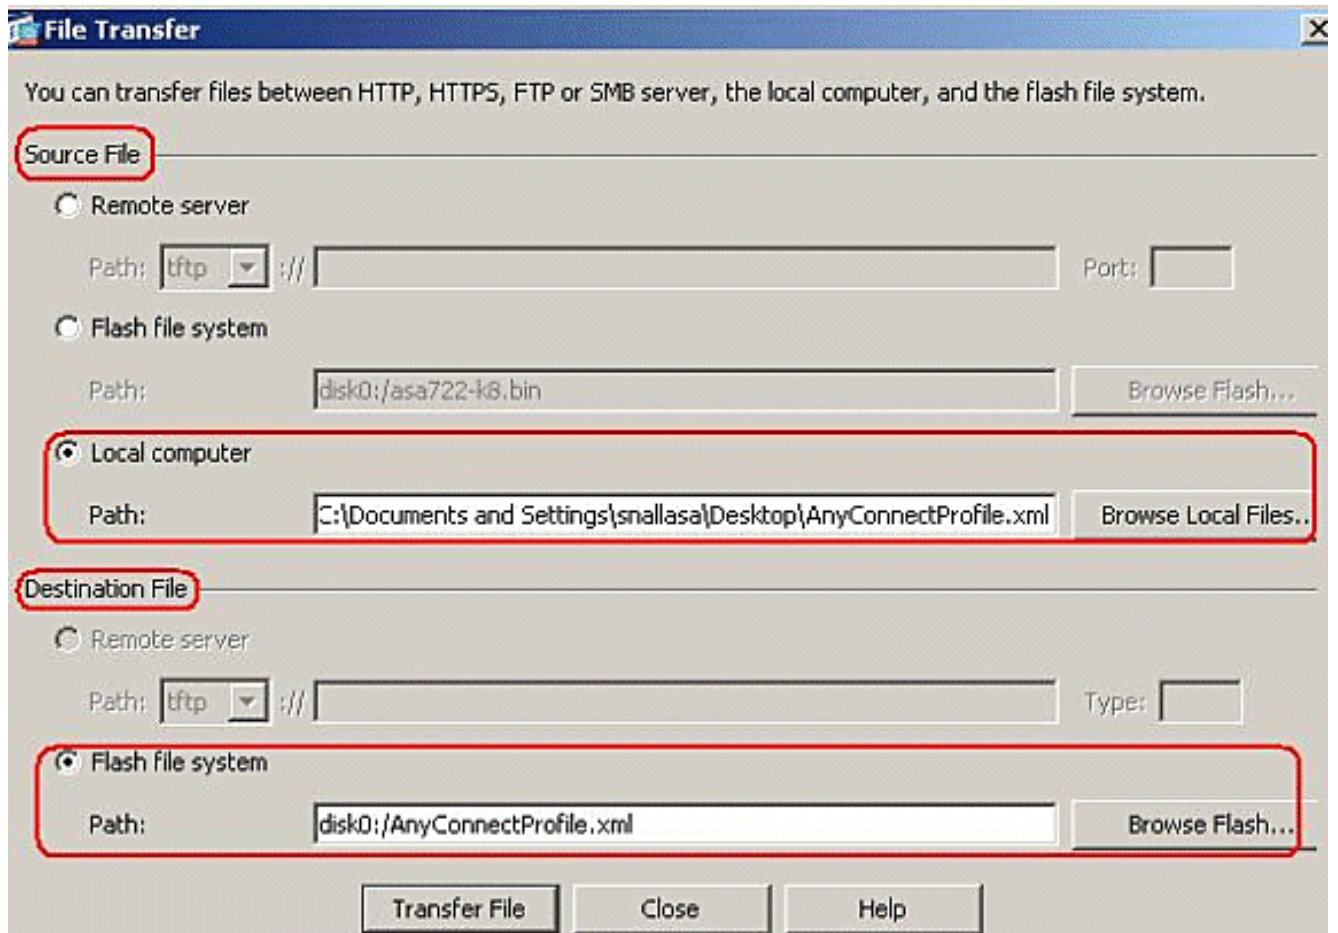 File Transfer
You can transfer files between HTTP, HTTPS, FTP or SMB server, the local computer, and the flash file system.
Source File
Remote server
Path: tftp :// Port:
Flash file system
Path: disk0:/asa722-k8.bin Browse Flash...
Local computer
Path: C:\Documents and Settings\snallasa\Desktop\AnyConnectProfile.xml Browse Local Files..
Destination File
Remote server
Path: tftp :// Type:
Flash file system
Path: disk0:/AnyConnectProfile.xml Browse Flash...
Transfer File Close Help